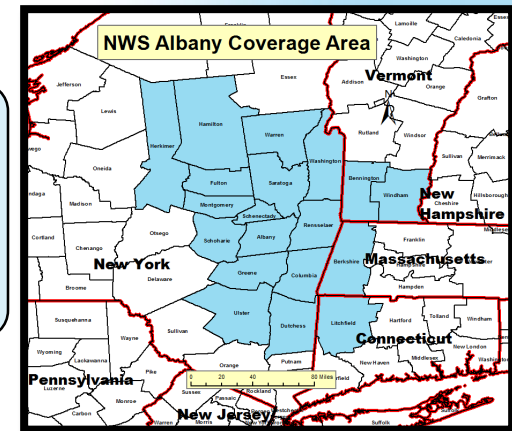 NWS Albany Coverage Area
Lamoille
Caledonia
Washington
Essex
Addison
Vermont
Orange
Grafton
Jefferson
Lewis
Hamilton
Warren
Herkimer
N
Rutland
Windsor
Washington
Sullivan
Merrimack
Oneida
Fulton
Saratoga
Bennington
Windham
New
Hampshire
Cheshire
Hillsborough
Madison
Montgomery
Schenectady
Rensselaer
Otsego
Schoharie
Albany
Cortland
Chenango
New York
Delaware
Greene
Columbia
Berkshire
Franklin
Massachusetts
Hampden
Broome
Susquehanna
Ulster
Dutchess
Litchfield
Hartford
Tolland
Windham
Sullivan
Connecticut
Wayne
Wyoming
Lackawanna
Orange
Putnam
New Haven
Middlesex
New London
Pike
Pennsylvania
Luzerne
0 20 40 80 Miles
Sussex
Rockland
Passaic
Monroe
Carbon
Warren
Morris
New Jersey
Suffolk